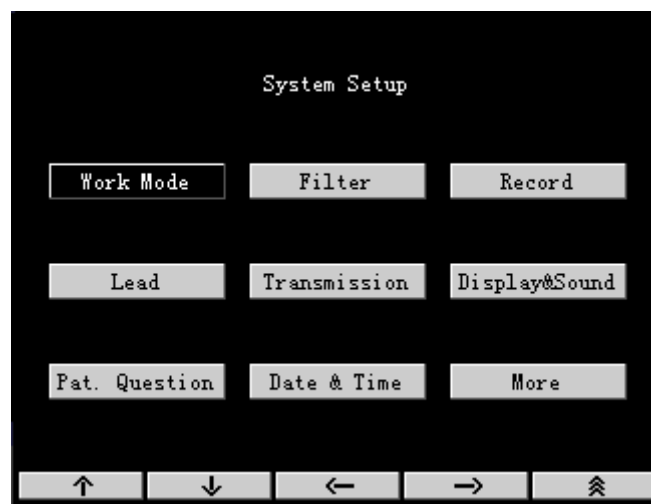 System Setup
Work Mode Filter Record
Lead Transmission Display&Sound
Pat. Question Date & Time More